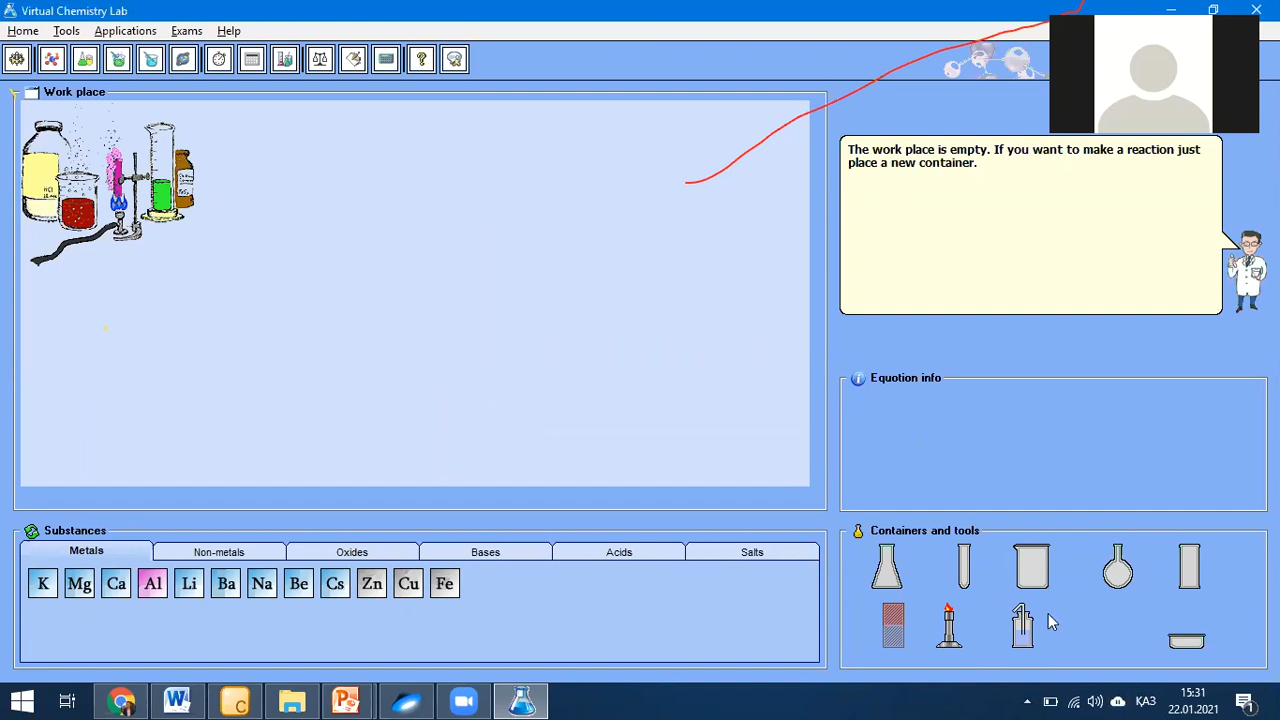 Virtual Chemistry Lab
Home Tools Applications Exams Help
Work place
HCl
The work place is empty. If you want to make a reaction just
place a new container.
Equotion info
Substances
Containers and tools
Metals Non-metals Oxides Bases Acids Salts
K Mg Ca Al Li Ba Na Be Cs Zn Cu Fe
ҚАЗ
15:31
22.01.2021
1